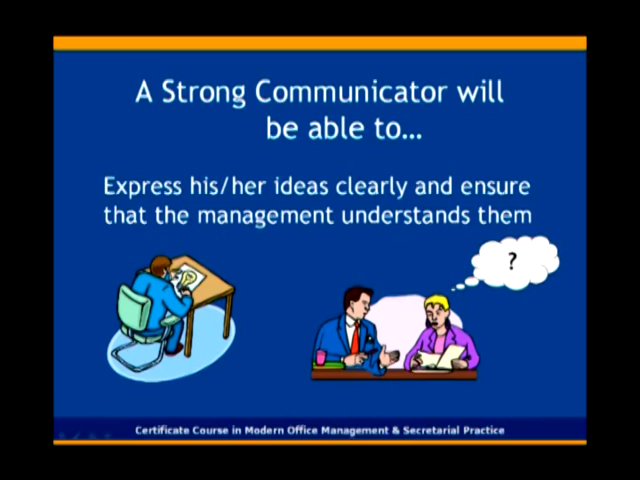 A Strong Communicator will
be able to...
Express his/her ideas clearly and ensure
that the management understands them
?
Certificate Course in Modern Office Management & Secretarial Practice